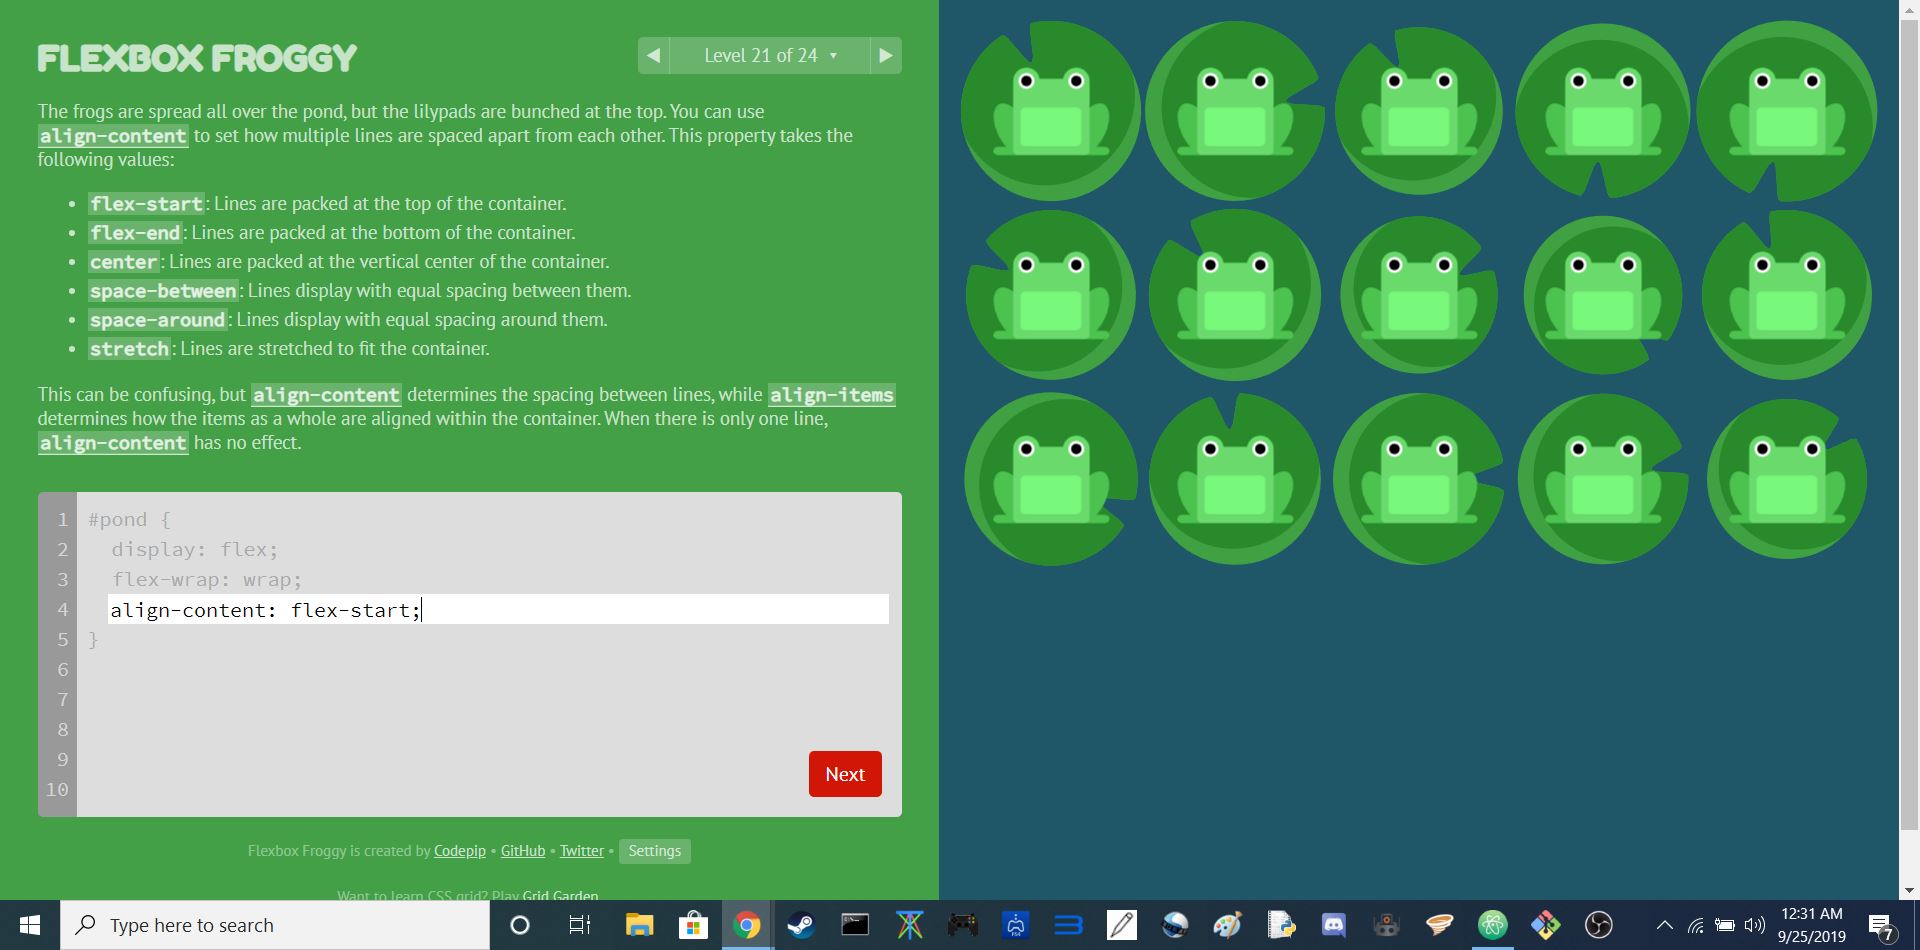 FLEXBOX FROGGY
Level 21 of 24
The frogs are spread all over the pond, but the lilypads are bunched at the top. You can use
align-content to set how multiple lines are spaced apart from each other. This property takes the
following values:
• flex-start: Lines are packed at the top of the container.
• flex-end: Lines are packed at the bottom of the container.
• center: Lines are packed at the vertical center of the container.
• space-between: Lines display with equal spacing between them.
• space-around: Lines display with equal spacing around them.
• stretch: Lines are stretched to fit the container.
This can be confusing, but align-content determines the spacing between lines, while align-items
determines how the items as a whole are aligned within the container. When there is only one line,
align-content has no effect.
1 #pond {
2 display: flex;
3 flex-wrap: wrap;
4 align-content: flex-start;
5 }
6
7
8
9
10
Next
Flexbox Froggy is created by Codepip • GitHub • Twitter • Settings
Want to learn CSS grid? Play Grid Garden
Type here to search
12:31 AM
9/25/2019
7